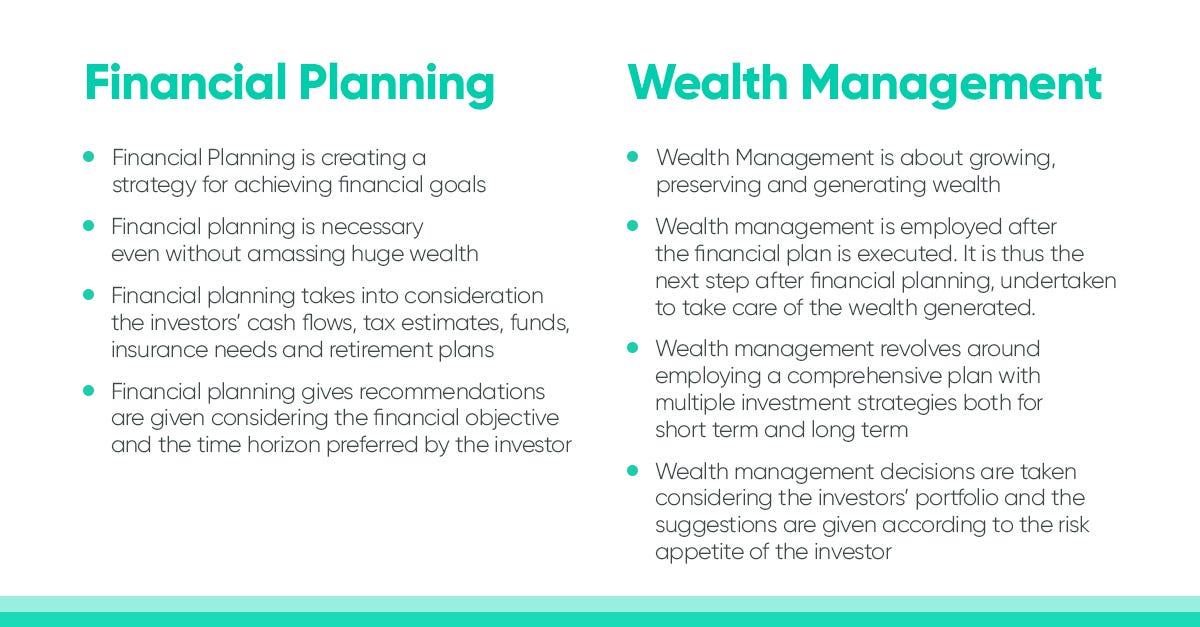 Financial Planning
Financial Planning is creating a
strategy for achieving financial goals
Financial planning is necessary
even without amassing huge wealth
Financial planning takes into consideration
the investors’ cash flows, tax estimates, funds,
insurance needs and retirement plans
Financial planning gives recommendations
are given considering the financial objective
and the time horizon preferred by the investor
Wealth Management
Wealth Management is about growing,
preserving and generating wealth
Wealth management is employed after
the financial plan is executed. It is thus the
next step after financial planning, undertaken
to take care of the wealth generated.
Wealth management revolves around
employing a comprehensive plan with
multiple investment strategies both for
short term and long term
Wealth management decisions are taken
considering the investors’ portfolio and the
suggestions are given according to the risk
appetite of the investor